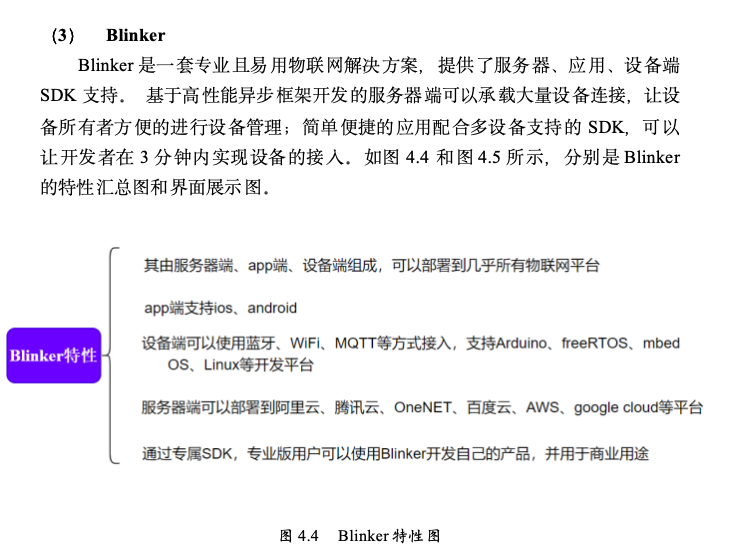 (3) Blinker
Blinker 是一套专业且易用物联网解决方案，提供了服务器、应用、设备端
SDK 支持。 基于高性能异步框架开发的服务器端可以承载大量设备连接，让设
备所有者方便的进行设备管理；简单便捷的应用配合多设备支持的 SDK，可以
让开发者在 3 分钟内实现设备的接入。如图 4.4 和图 4.5 所示，分别是 Blinker
的特性汇总图和界面展示图。
其由服务器端、app端、设备端组成，可以部署到几乎所有物联网平台
app端支持ios、android
设备端可以使用蓝牙、WiFi、MQTT等方式接入，支持Arduino、freeRTOS、mbed
OS、Linux等开发平台
Blinker特性
服务器端可以部署到阿里云、腾讯云、OneNET、百度云、AWS、google cloud等平台
通过专属SDK，专业版用户可以使用Blinker开发自己的产品，并用于商业用途
图 4.4 Blinker 特性图